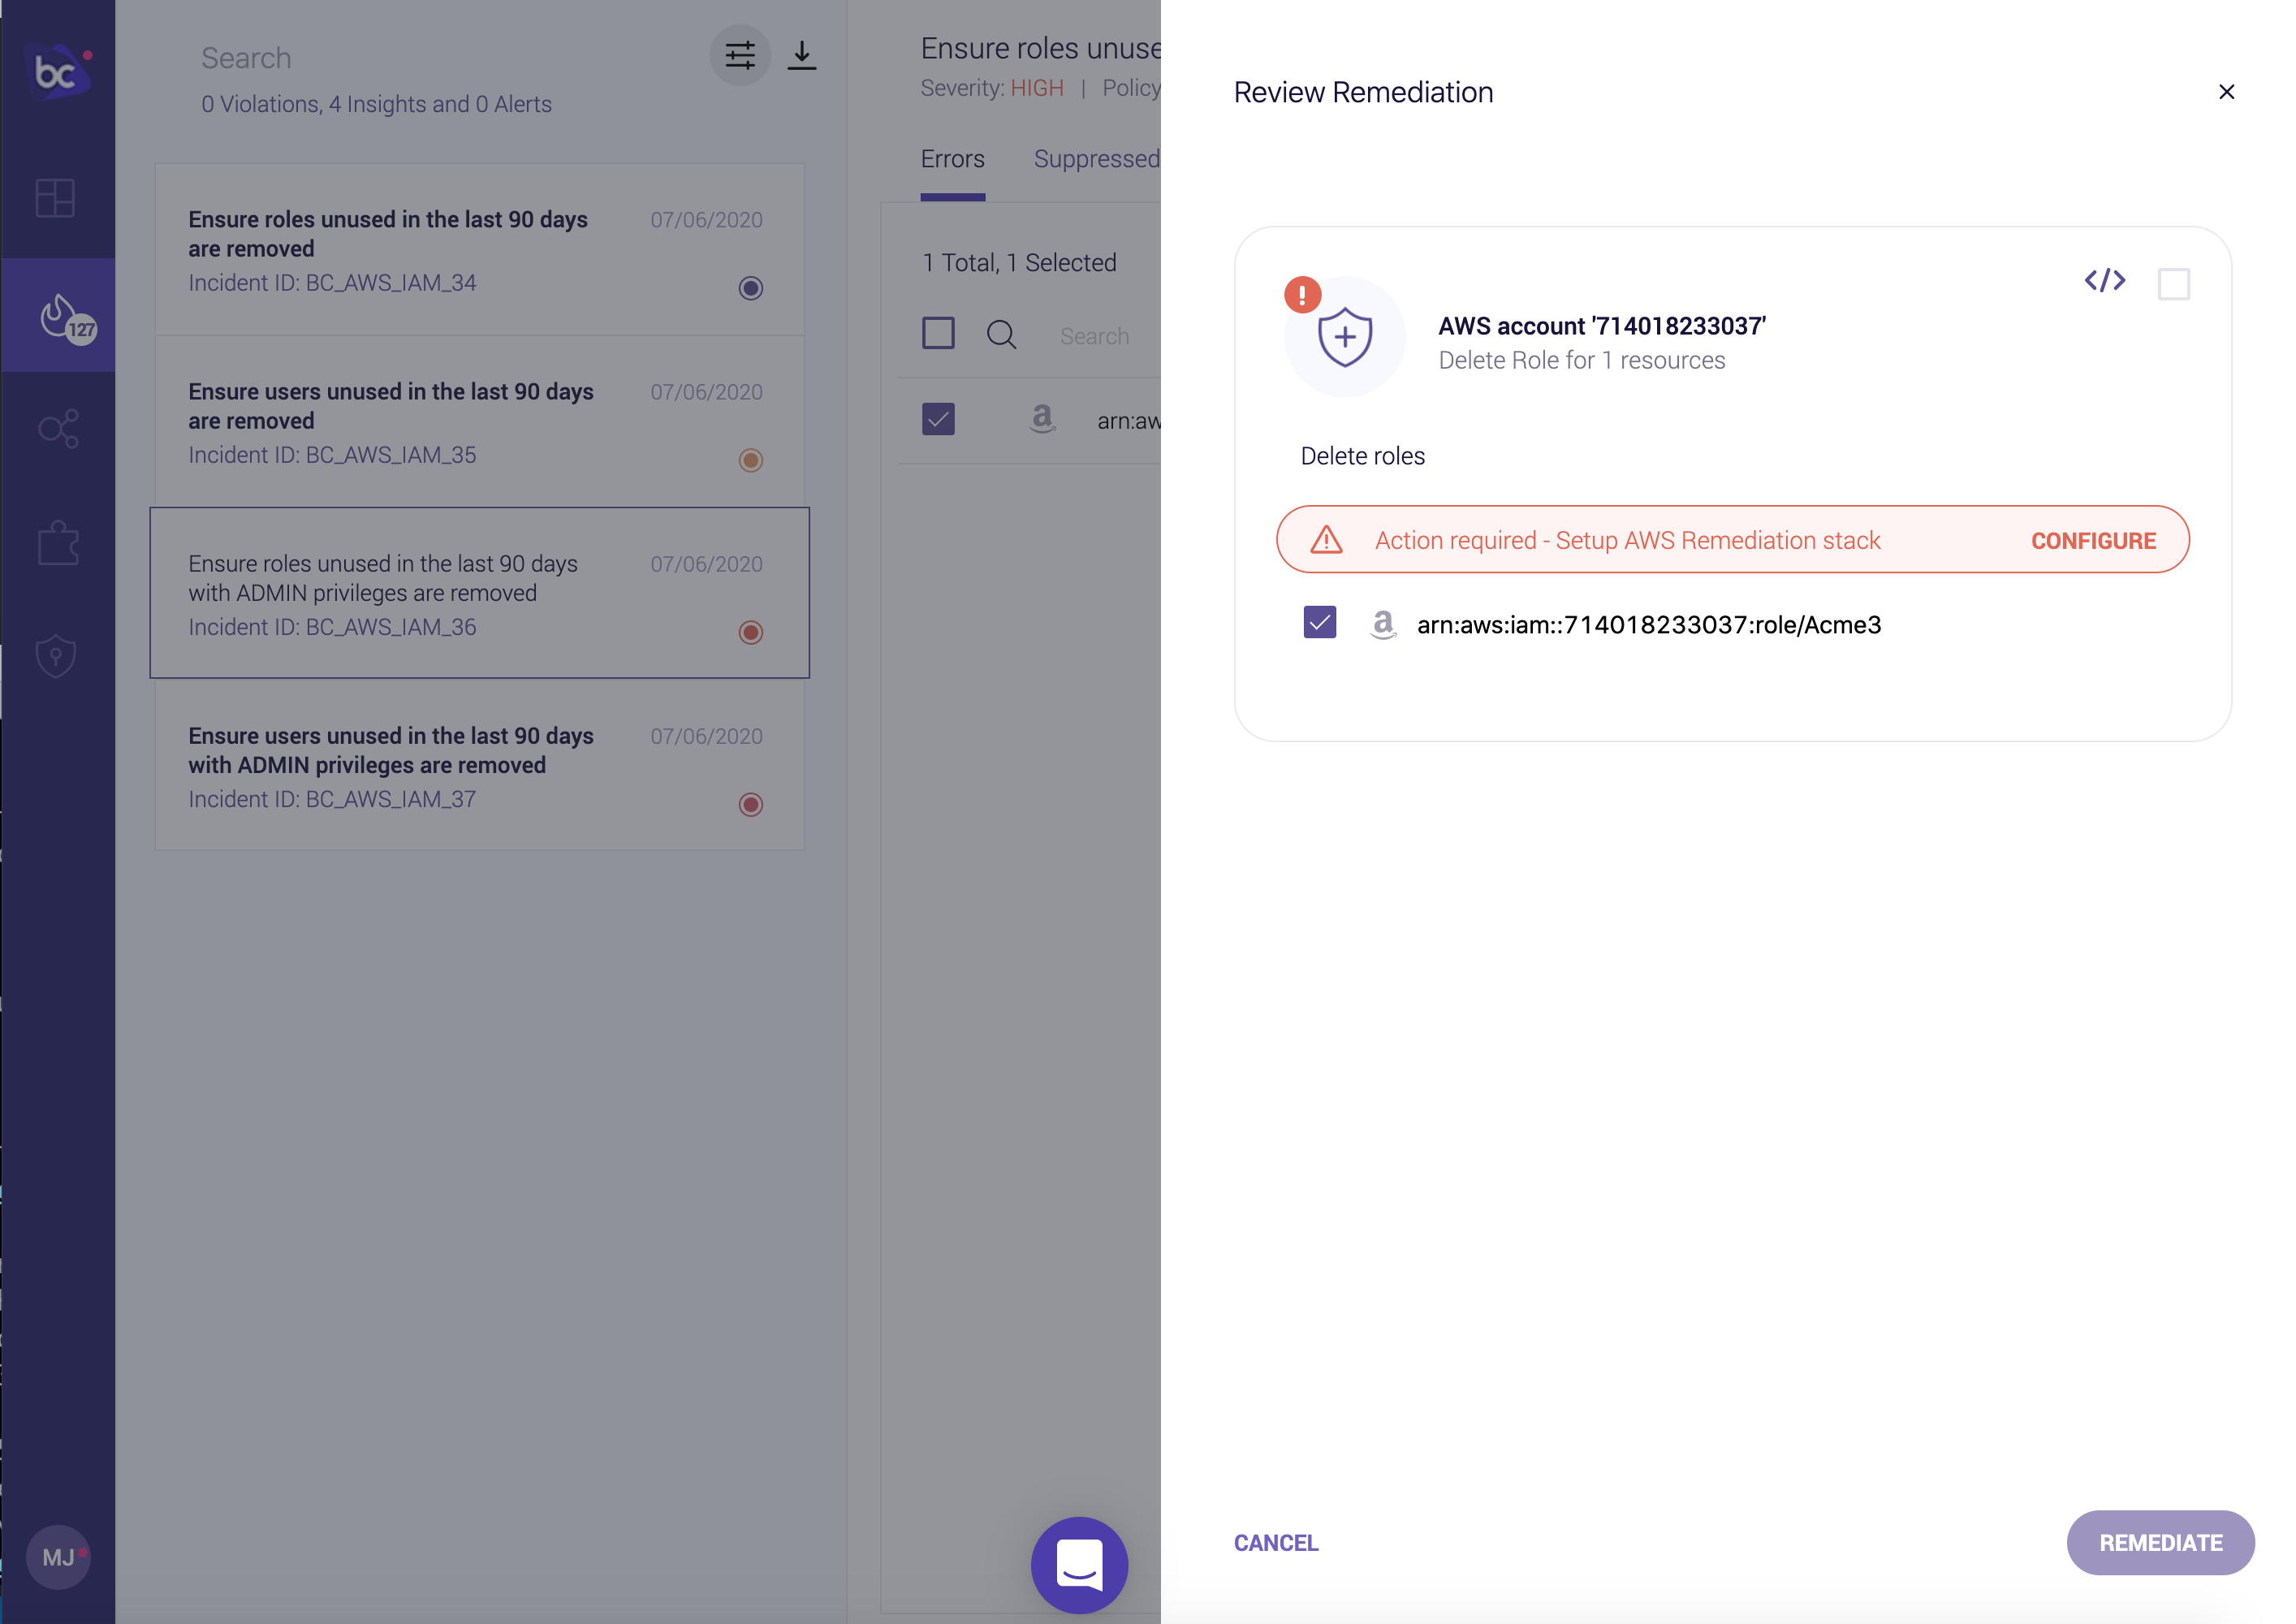 bc
127
MJ
Search
0 Violations, 4 Insights and 0 Alerts
Ensure roles unused in the last 90 days
are removed
07/06/2020
Incident ID: BC_AWS_IAM_34
Ensure users unused in the last 90 days
are removed
07/06/2020
Incident ID: BC_AWS_IAM_35
Ensure roles unused in the last 90 days
with ADMIN privileges are removed
07/06/2020
Incident ID: BC_AWS_IAM_36
Ensure users unused in the last 90 days
with ADMIN privileges are removed
07/06/2020
Incident ID: BC_AWS_IAM_37
Ensure roles unuse
Severity: HIGH | Policy
Errors Suppressed
1 Total, 1 Selected
Search
a arn:aw
Review Remediation
</>
AWS account '714018233037'
Delete Role for 1 resources
Delete roles
Action required - Setup AWS Remediation stack CONFIGURE
a arn:aws:iam::714018233037:role/Acme3
CANCEL REMEDIATE